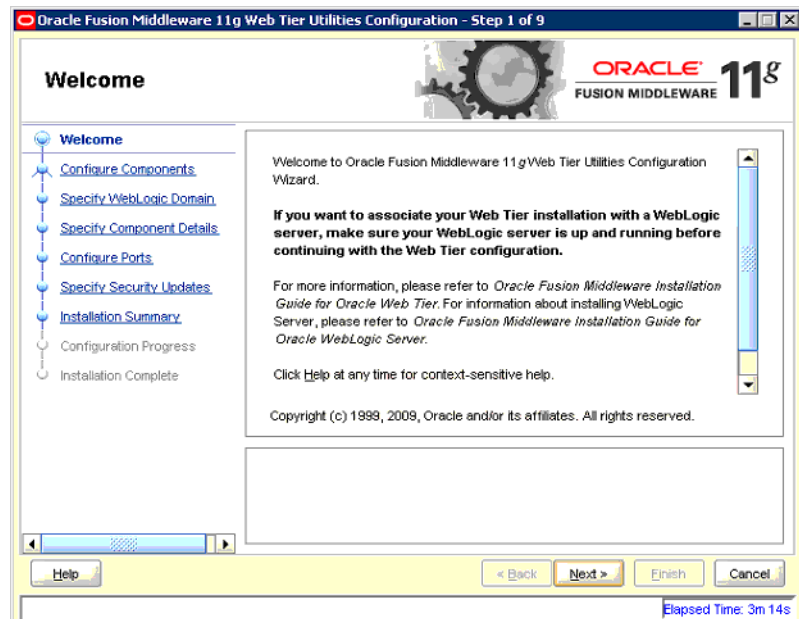 Oracle Fusion Middleware 11g Web Tier Utilities Configuration - Step 1 of 9
Welcome
ORACLE
FUSION MIDDLEWARE
11g
Welcome
Configure Components
Specify WebLogic Domain
Specify Component Details
Configure Ports
Specify Security Updates
Installation Summary
Configuration Progress
Installation Complete
Welcome to Oracle Fusion Middleware 11g Web Tier Utilities Configuration
Wizard.
If you want to associate your Web Tier installation with a WebLogic
server, make sure your WebLogic server is up and running before
continuing with the Web Tier configuration.
For more information, please refer to Oracle Fusion Middleware Installation
Guide for Oracle Web Tier. For information about installing WebLogic
Server, please refer to Oracle Fusion Middleware Installation Guide for
Oracle WebLogic Server.
Click Help at any time for context-sensitive help.
Copyright (c) 1999, 2009, Oracle and/or its affiliates. All rights reserved.
Help
< Back
Next >
Finish
Cancel
Elapsed Time: 3m 14s